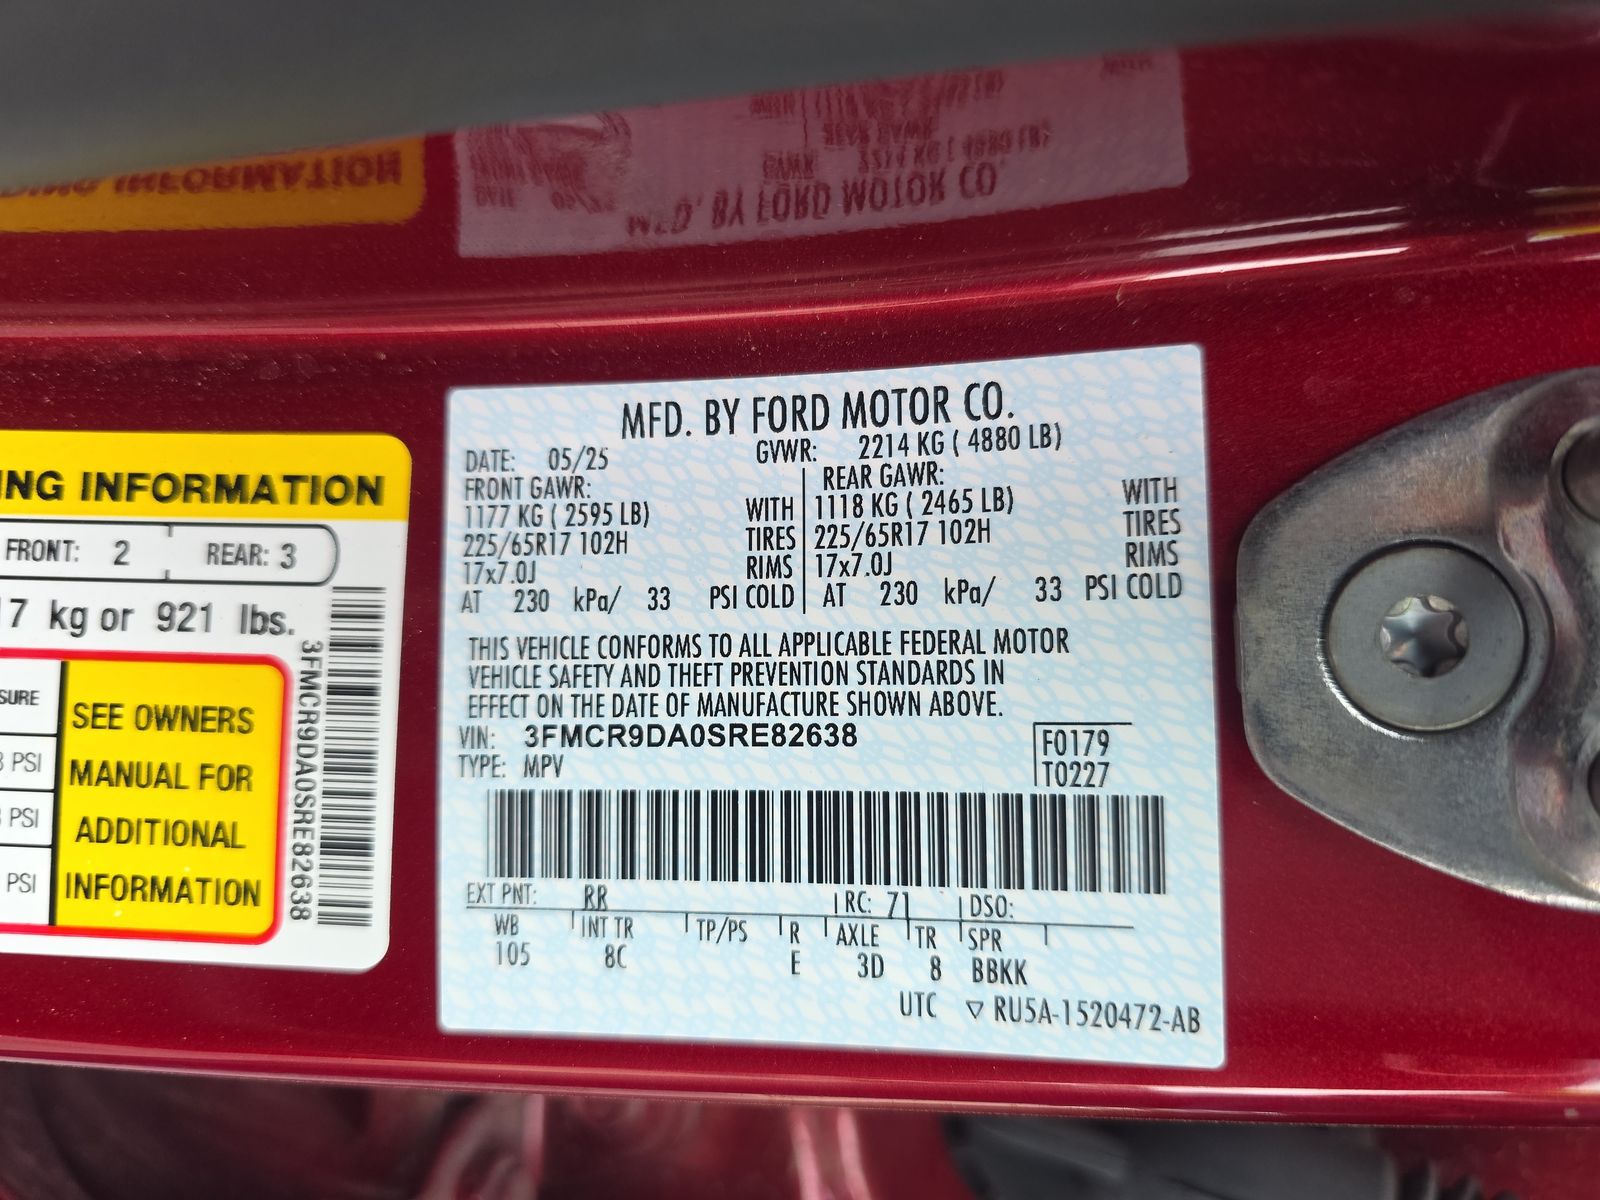 NG INFORMATION
FRONT: 2 REAR: 3
7 kg or 921 lbs.
SURE
PSI
PSI
PSI
SEE OWNERS
MANUAL FOR
ADDITIONAL
INFORMATION
3FMCR9DA0SRE82638
MFD. BY FORD MOTOR CO.
DATE: 05/25 GVWR: 2214 KG ( 4880 LB)
FRONT GAWR: REAR GAWR:
1177 KG ( 2595 LB) WITH 1118 KG ( 2465 LB) WITH
225/65R17 102H TIRES 225/65R17 102H TIRES
17x7.0J RIMS 17x7.0J RIMS
AT 230 kPa/ 33 PSI COLD AT 230 kPa/ 33 PSI COLD
THIS VEHICLE CONFORMS TO ALL APPLICABLE FEDERAL MOTOR
VEHICLE SAFETY AND THEFT PREVENTION STANDARDS IN
EFFECT ON THE DATE OF MANUFACTURE SHOWN ABOVE.
VIN: 3FMCR9DA0SRE82638 F0179
TYPE: MPV T0227
EXT PNT: RR RC: 71 DSO:
WB INT TR TP/PS R AXLE TR SPR
105 8C E 3D 8 BBKK
UTC ▽ RU5A-1520472-AB